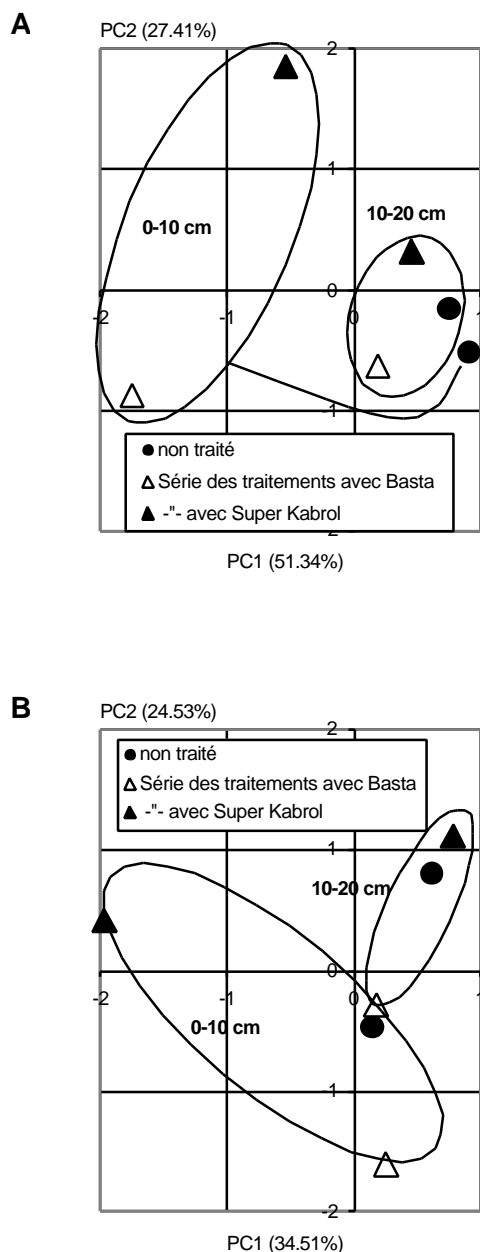 A
PC2 (27.41%)
2
1
10-20 cm
0-10 cm
0
-2
-1
1
-1
non traité
Série des traitements avec Basta
-"- avec Super Kabrol
-2
PC1 (51.34%)
B
PC2 (24.53%)
2
non traité
Série des traitements avec Basta
-"- avec Super Kabrol
1
10-20 cm
0
-2
-1
0
1
0-10 cm
-1
-2
PC1 (34.51%)